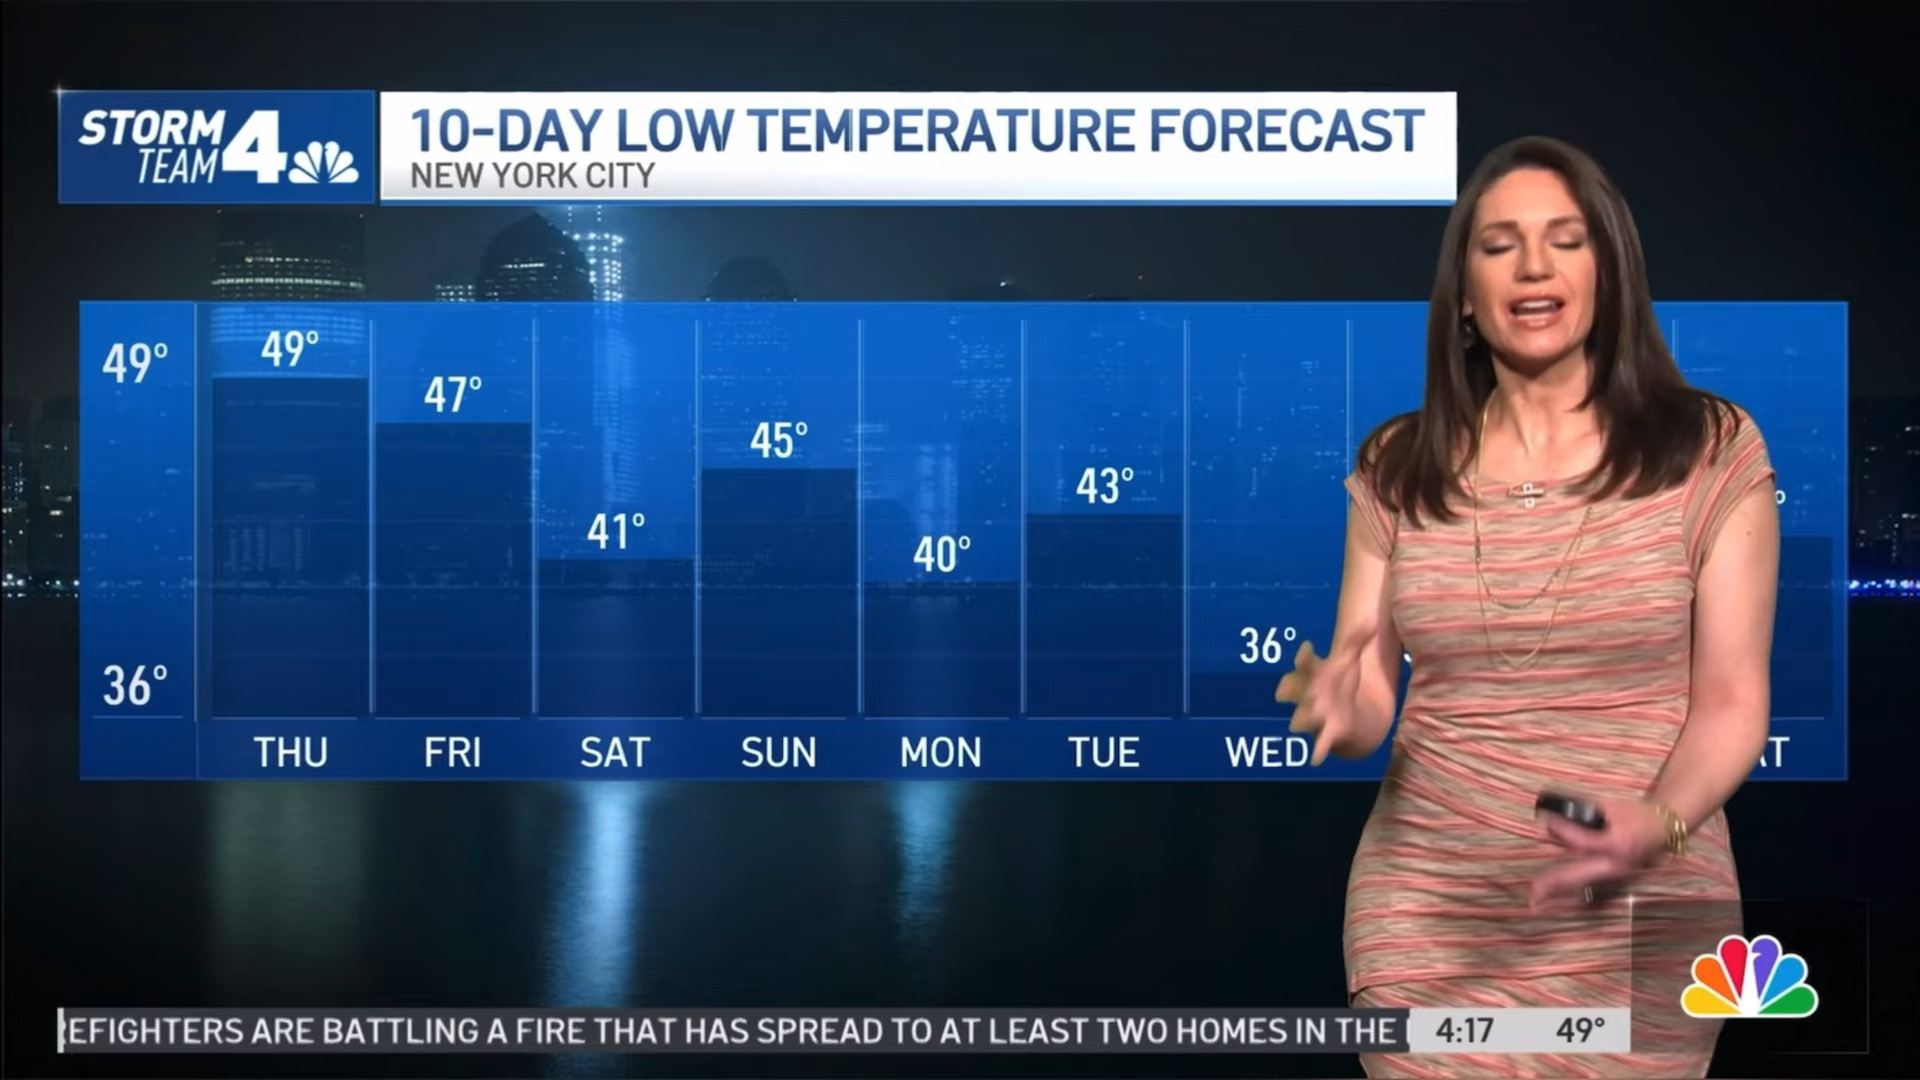 STORM
TEAM 4
10-DAY LOW TEMPERATURE FORECAST
NEW YORK CITY
49°
36°
49°
47°
41°
45°
40°
43°
36°
THU FRI SAT SUN MON TUE WED
EFIGHTERS ARE BATTLING A FIRE THAT HAS SPREAD TO AT LEAST TWO HOMES IN THE
4:17 49°